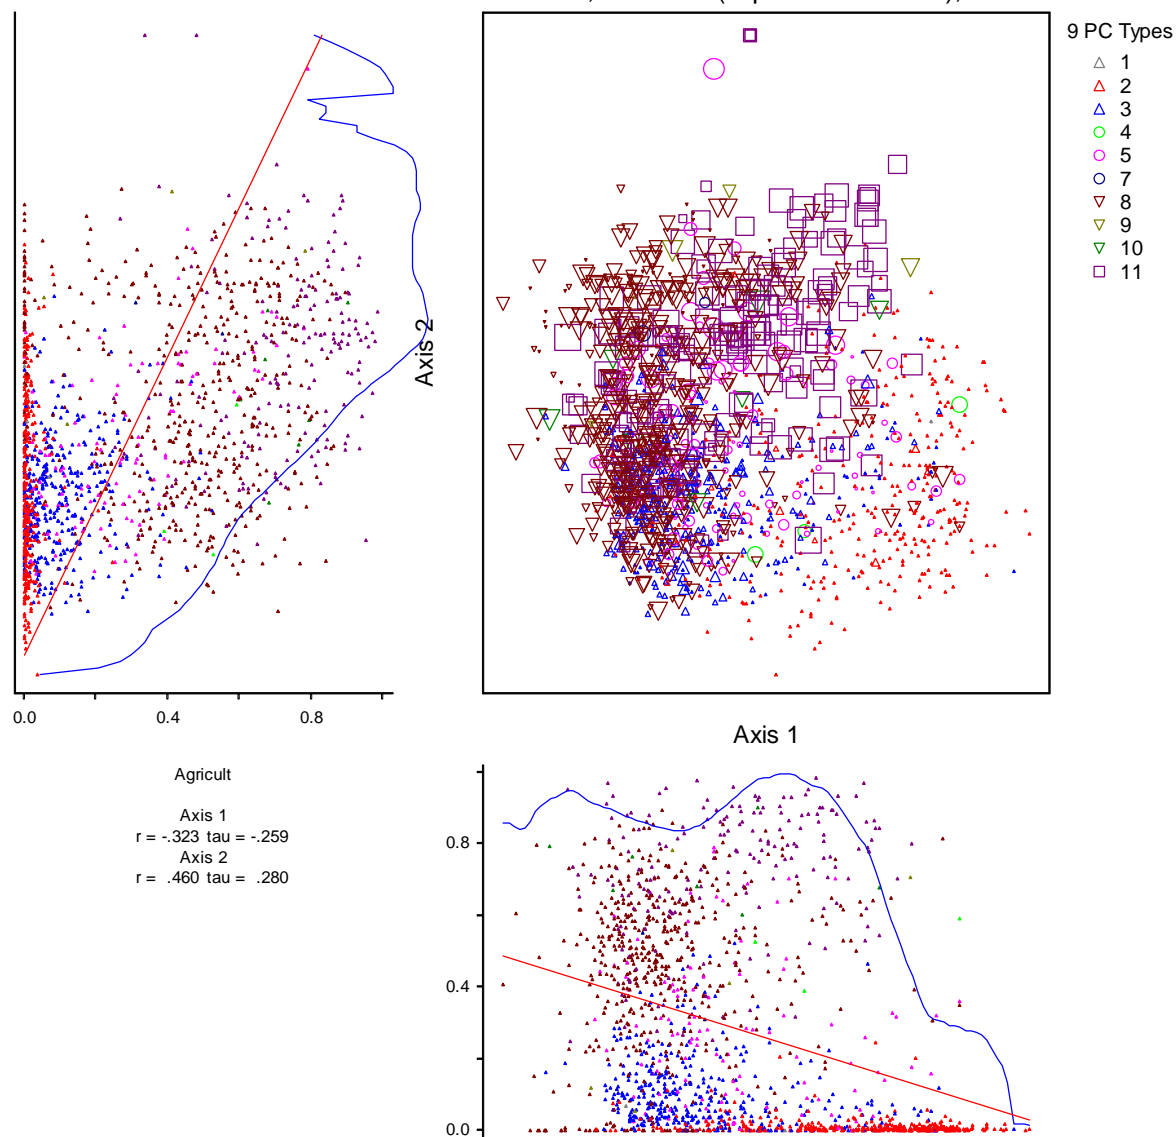 9 PC Types
1
2
3
4
5
7
8
9
10
11
Axis 2
0.0 0.4 0.8
Axis 1
Agricult
Axis 1
r = -.323 tau = -.259
Axis 2
r = .460 tau = .280
0.8
0.4
0.0